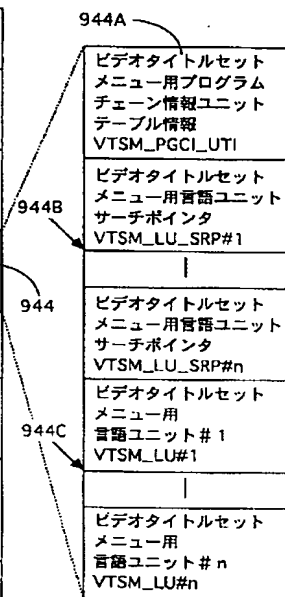 944A
ビデオタイトルセット
メニュー用プログラム
チェーン情報ユニット
テーブル情報
VTSM_PGCI_UTI
ビデオタイトルセット
メニュー用言語ユニット
サーチポインタ
VTSM_LU_SRP#1
944B
944
ビデオタイトルセット
メニュー用言語ユニット
サーチポインタ
VTSM_LU_SRP#n
ビデオタイトルセット
メニュー用
言語ユニット#1
VTSM_LU#1
944C
ビデオタイトルセット
メニュー用
言語ユニット#n
VTSM_LU#n